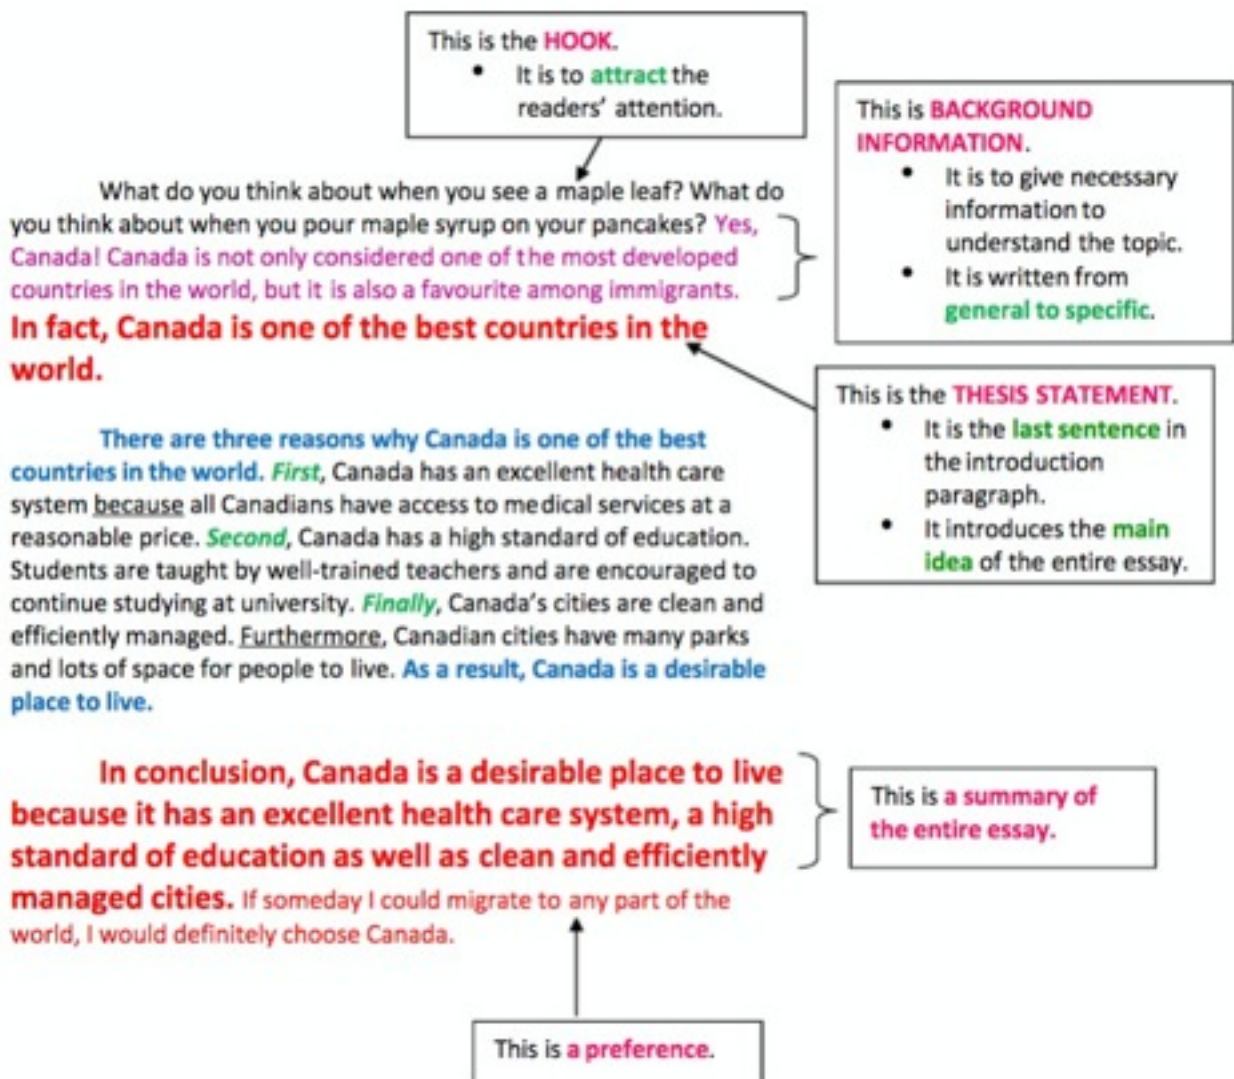 This is the HOOK.
• It is to attract the
readers' attention.
This is BACKGROUND
INFORMATION.
• It is to give necessary
information to
understand the topic.
• It is written from
general to specific.
What do you think about when you see a maple leaf? What do
you think about when you pour maple syrup on your pancakes? Yes,
Canada! Canada is not only considered one of the most developed
countries in the world, but it is also a favourite among immigrants.
In fact, Canada is one of the best countries in the
world.
This is the THESIS STATEMENT.
• It is the last sentence in
the introduction
paragraph.
• It introduces the main
idea of the entire essay.
There are three reasons why Canada is one of the best
countries in the world. First, Canada has an excellent health care
system because all Canadians have access to medical services at a
reasonable price. Second, Canada has a high standard of education.
Students are taught by well-trained teachers and are encouraged to
continue studying at university. Finally, Canada's cities are clean and
efficiently managed. Furthermore, Canadian cities have many parks
and lots of space for people to live. As a result, Canada is a desirable
place to live.
In conclusion, Canada is a desirable place to live
because it has an excellent health care system, a high
standard of education as well as clean and efficiently
managed cities. If someday I could migrate to any part of the
world, I would definitely choose Canada.
This is a summary of
the entire essay.
This is a preference.